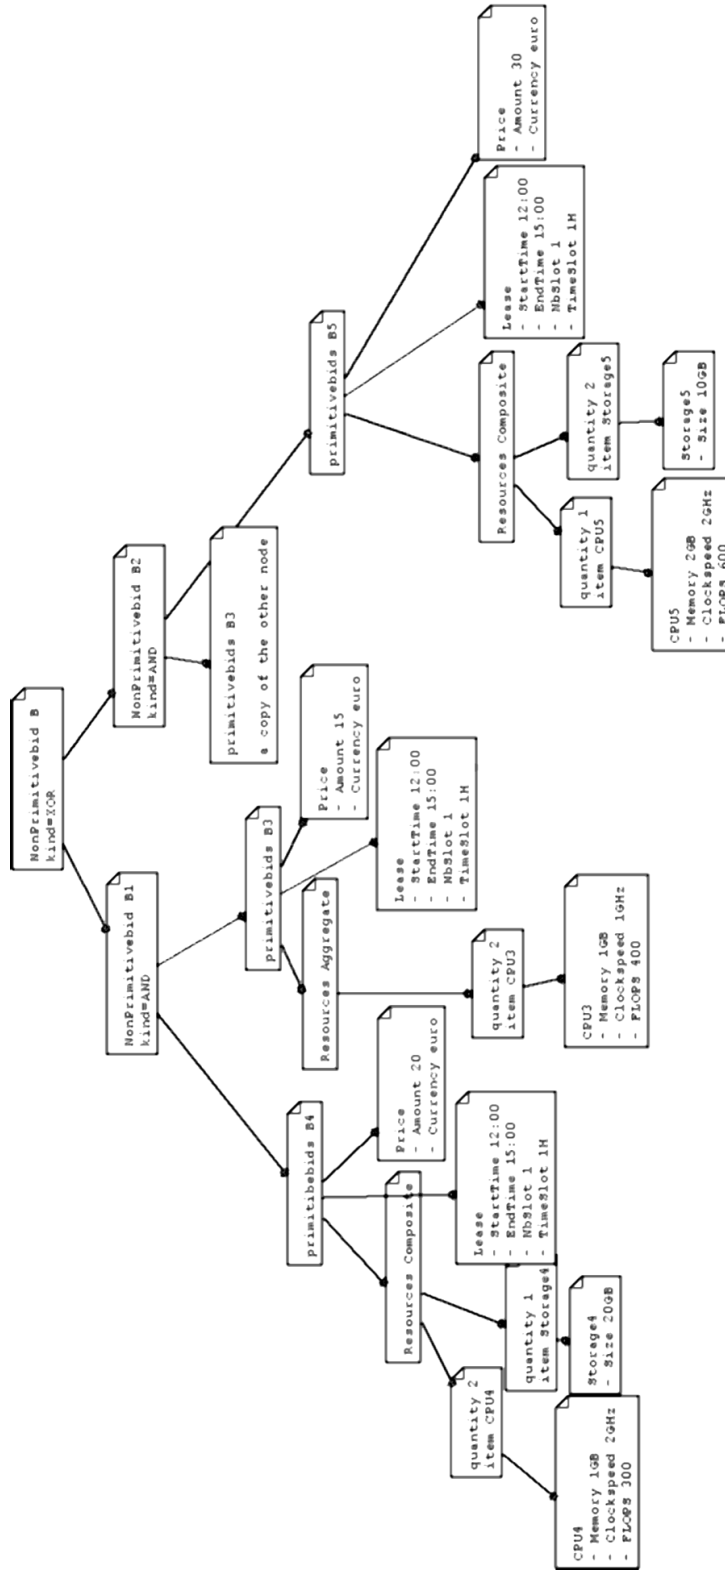 NonPrimitivebid B
kind=XOR
NonPrimitivebid B1
kind=AND
NonPrimitivebid B2
kind=AND
primitibebids B4
primitivebids B3
primitivebids B3
a copy of the other node
primitivebids B5
Resources Composite
Price
- Amount 20
- Currency euro
Resources Aggregate
Price
- Amount 15
- Currency euro
Lease
- StartTime 12:00
- EndTime 15:00
- NbSlot 1
- TimeSlot 1H
Resources Composite
Lease
- StartTime 12:00
- EndTime 15:00
- NbSlot 1
- TimeSlot 1H
Price
- Amount 30
- Currency euro
quantity 2
item CPU4
quantity 1
item Storage4
Lease
- StartTime 12:00
- EndTime 15:00
- NbSlot 1
- TimeSlot 1H
quantity 2
item CPU3
quantity 1
item CPU5
quantity 2
item Storage5
CPU4
- Memory 1GB
- Clockspeed 2GHz
- FLOPS 300
Storage4
- Size 20GB
CPU3
- Memory 1GB
- Clockspeed 1GHz
- FLOPS 400
CPU5
- Memory 2GB
- Clockspeed 2GHz
- FLOPS 600
Storage5
- Size 10GB